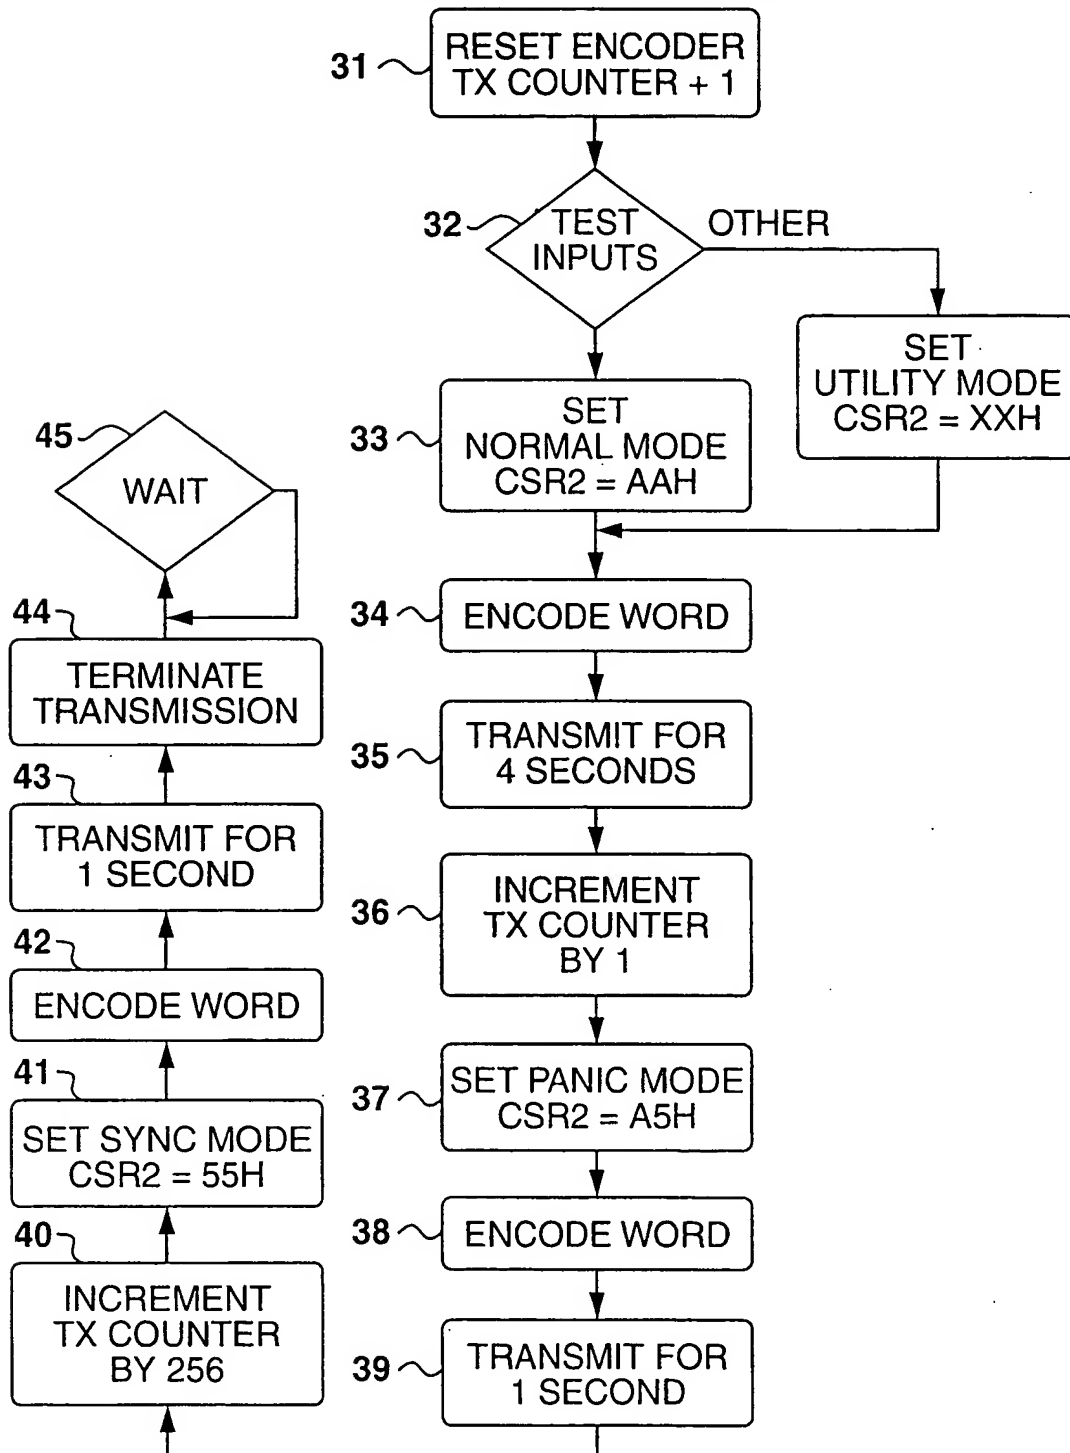 31
RESET ENCODER
TX COUNTER + 1
32
TEST
INPUTS
OTHER
SET
UTILITY MODE
CSR2 = XXH
33
SET
NORMAL MODE
CSR2 = AAH
34
ENCODE WORD
35
TRANSMIT FOR
4 SECONDS
36
INCREMENT
TX COUNTER
BY 1
37
SET PANIC MODE
CSR2 = A5H
38
ENCODE WORD
39
TRANSMIT FOR
1 SECOND
40
INCREMENT
TX COUNTER
BY 256
41
SET SYNC MODE
CSR2 = 55H
42
ENCODE WORD
43
TRANSMIT FOR
1 SECOND
44
TERMINATE
TRANSMISSION
45
WAIT